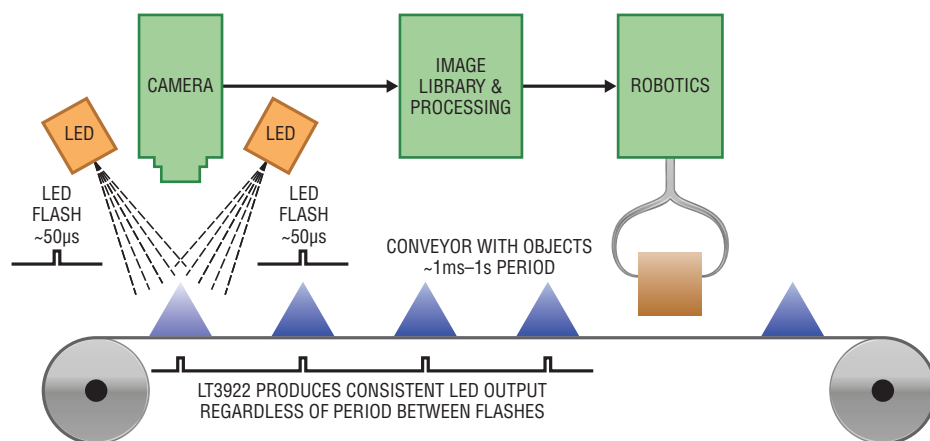 CAMERA
IMAGE
LIBRARY &
PROCESSING
ROBOTICS
LED
LED
LED
FLASH
~50µs
LED
FLASH
~50µs
CONVEYOR WITH OBJECTS
~1ms–1s PERIOD
LT3922 PRODUCES CONSISTENT LED OUTPUT
REGARDLESS OF PERIOD BETWEEN FLASHES